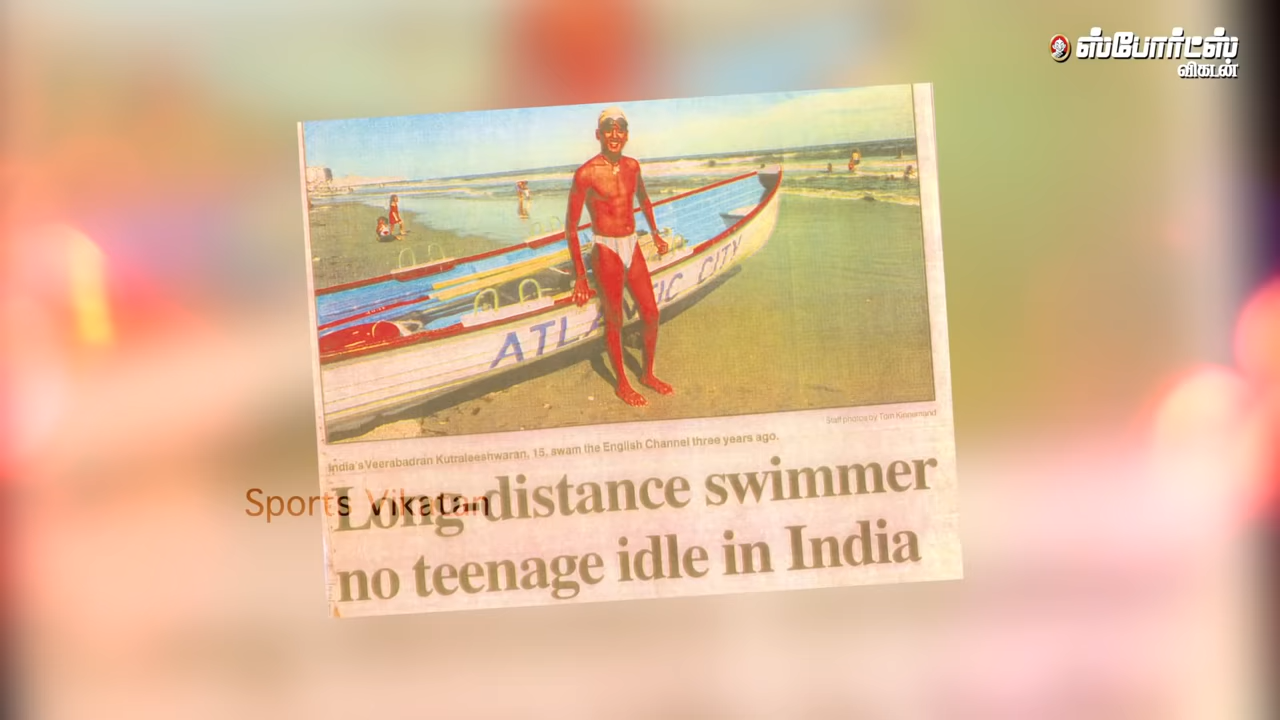 ஸ்போர்ட்ஸ்
விகடன்
ATLANTIC CITY
Staff photos by Tom Kinnemand
India's Veerabadran Kutraleeshwaran, 15, swam the English Channel three years ago.
Sports Vikatan
Long-distance swimmer
no teenage idle in India